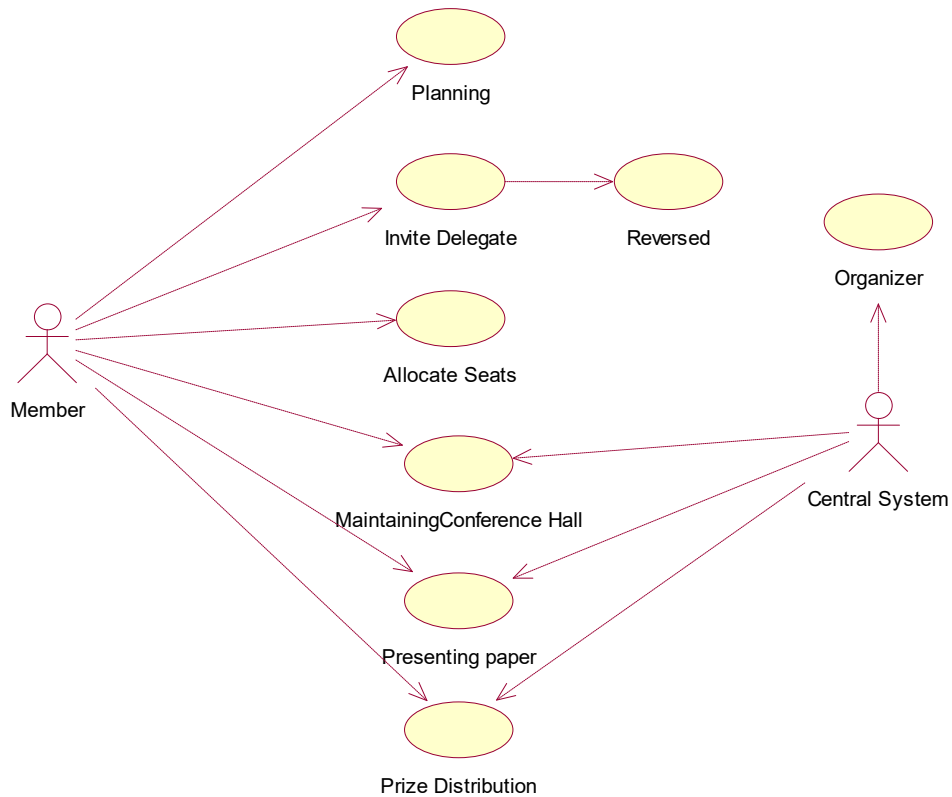 Planning
Invite Delegate
Reversed
Organizer
Allocate Seats
Member
Central System
MaintainingConference Hall
Presenting paper
Prize Distribution